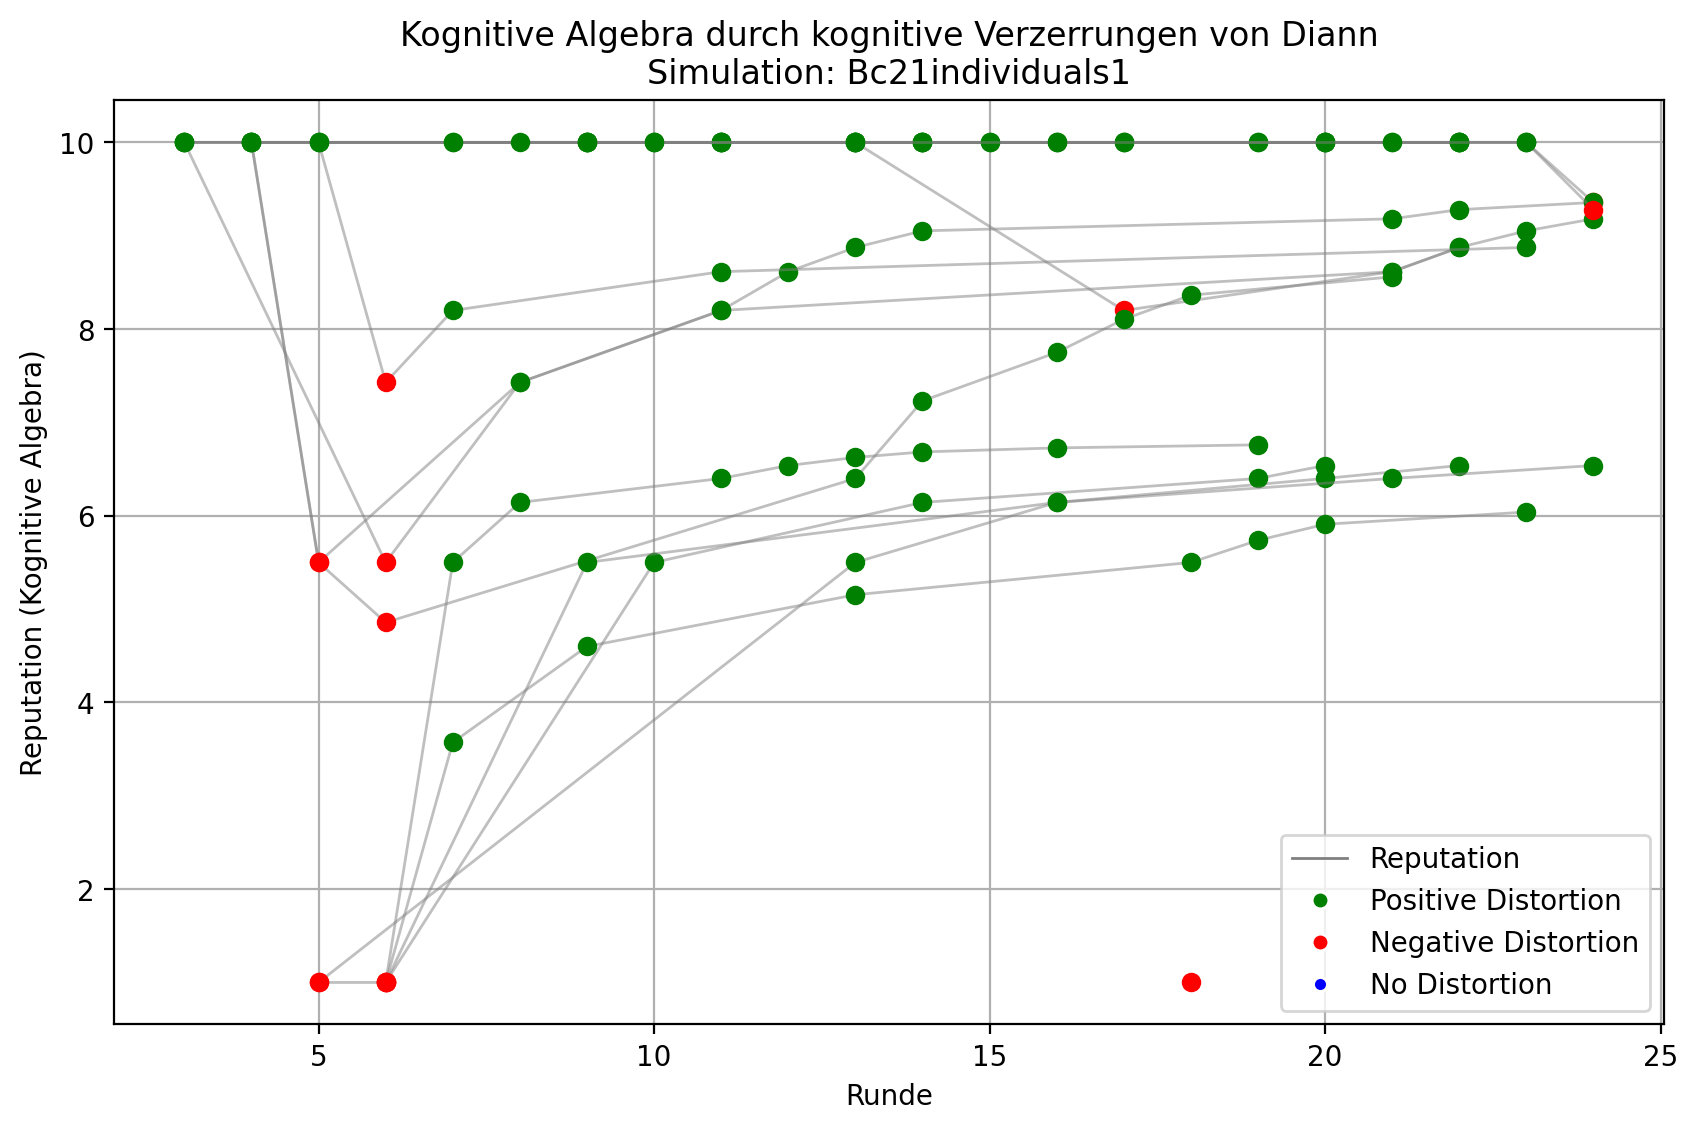 Kognitive Algebra durch kognitive Verzerrungen von Diann
Simulation: Bc21individuals1
Reputation (Kognitive Algebra)
10
8
6
4
2
5
10
15
20
25
Runde
Reputation
Positive Distortion
Negative Distortion
No Distortion